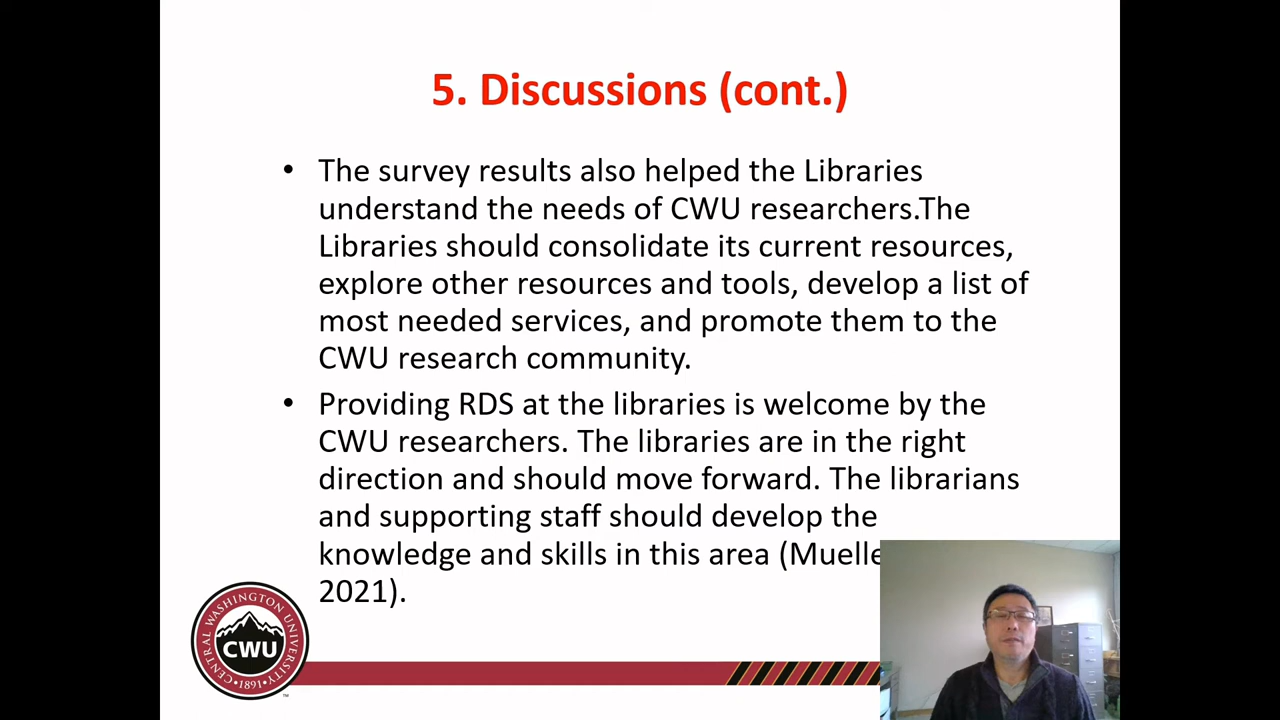 5. Discussions (cont.)
• The survey results also helped the Libraries
understand the needs of CWU researchers.The
Libraries should consolidate its current resources,
explore other resources and tools, develop a list of
most needed services, and promote them to the
CWU research community.
• Providing RDS at the libraries is welcome by the
CWU researchers. The libraries are in the right
direction and should move forward. The librarians
and supporting staff should develop the
knowledge and skills in this area (Muelle
2021).
CENTRAL WASHINGTON UNIVERSITY
CWU
•1891•
™